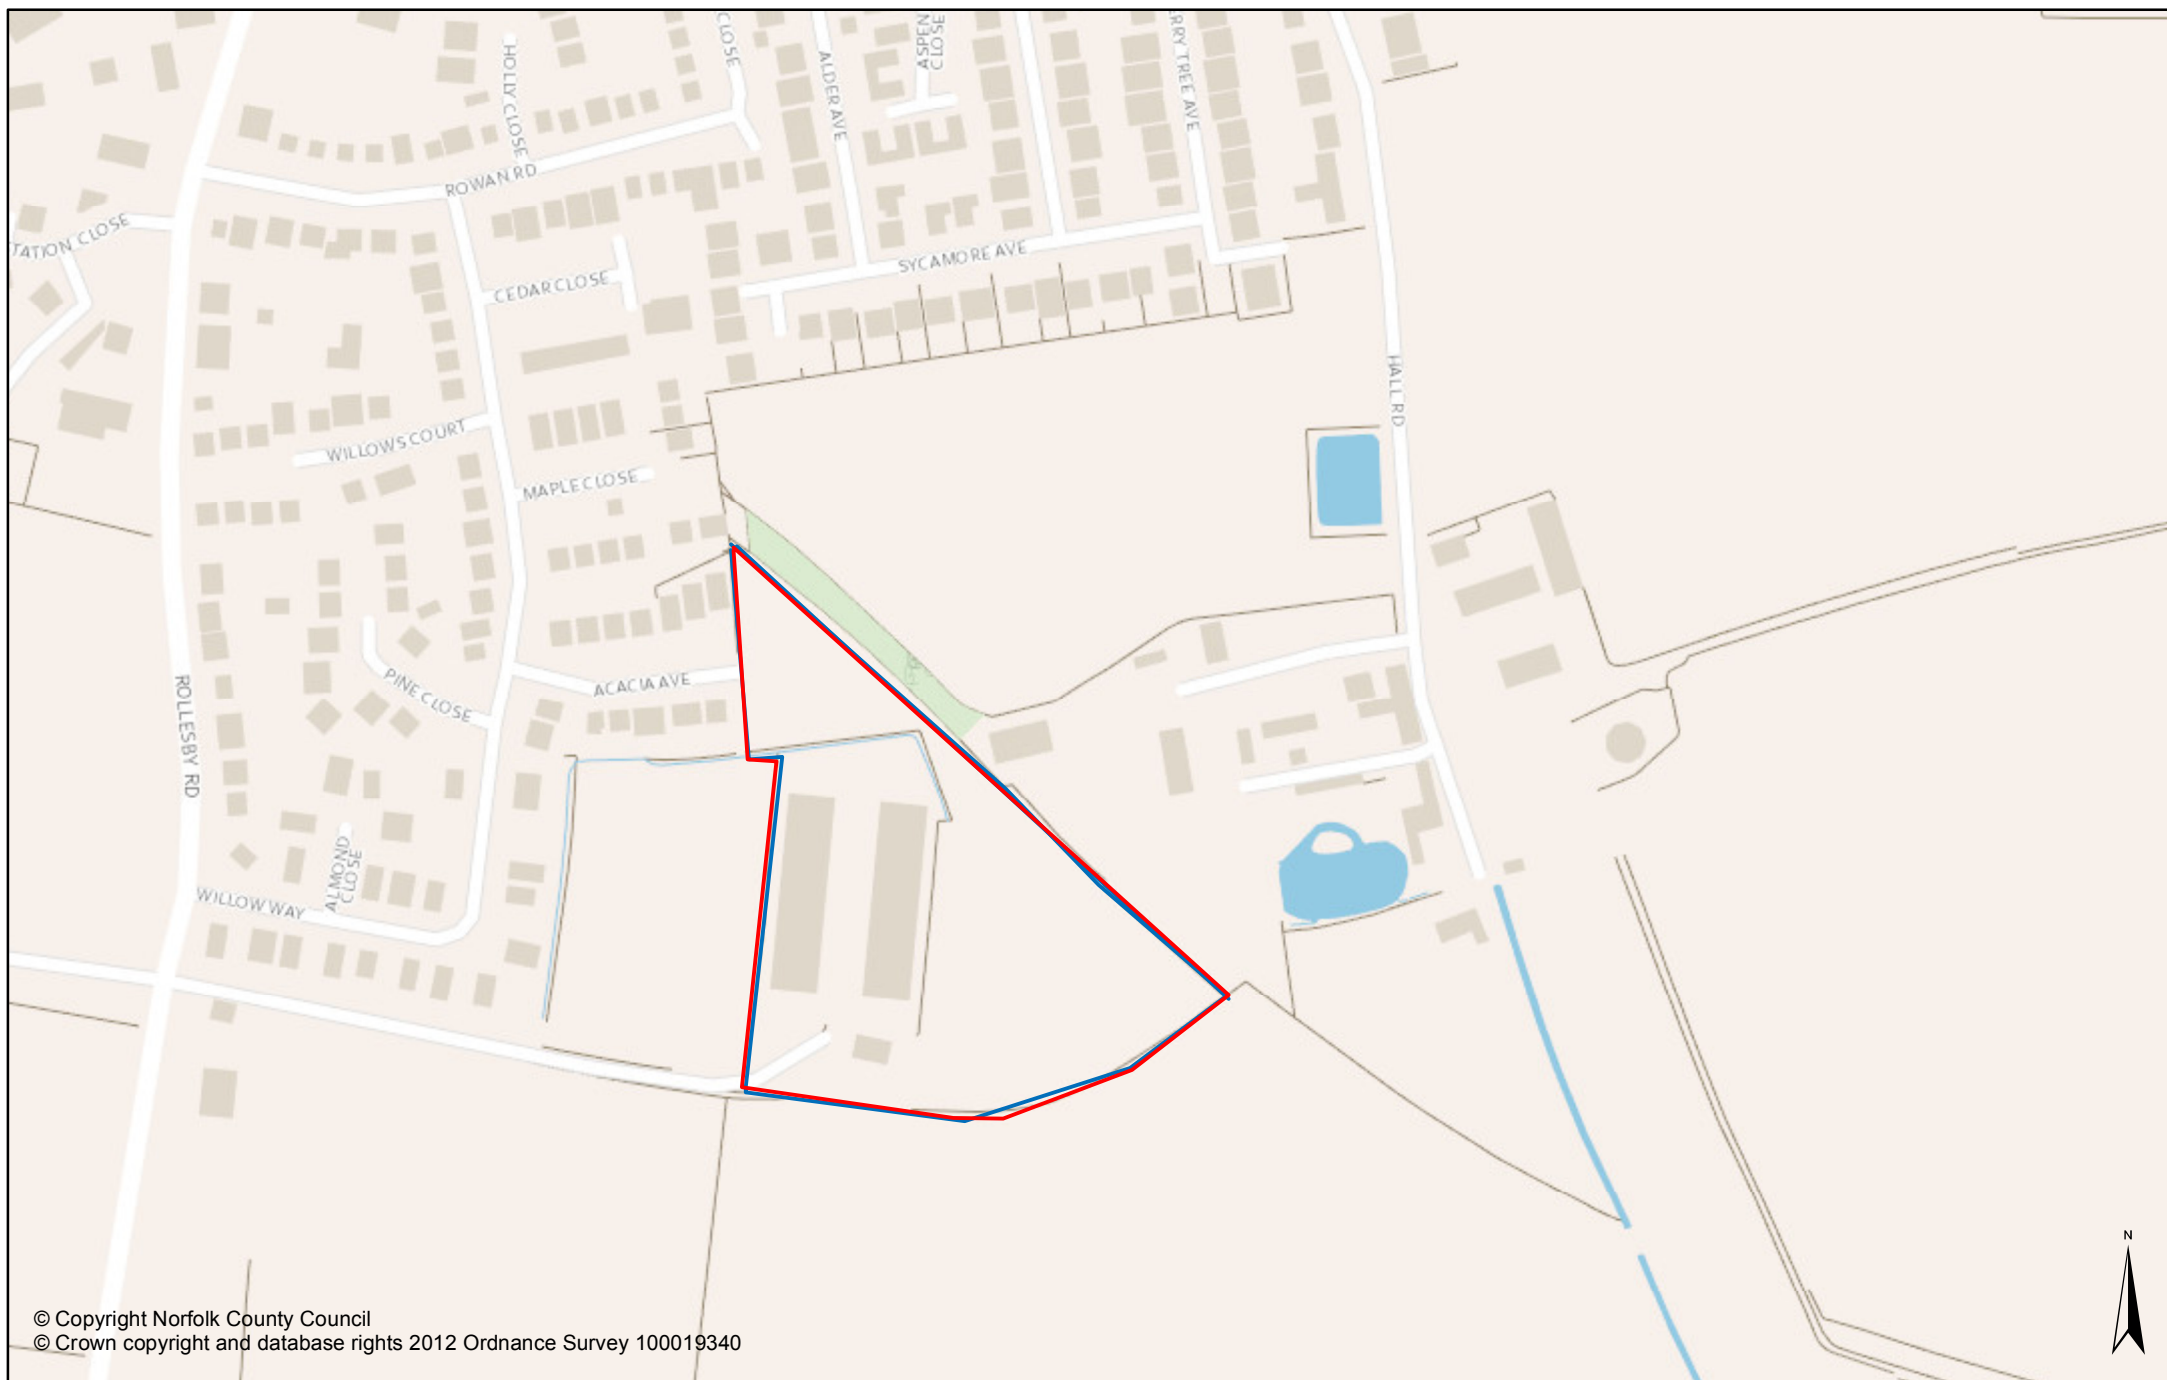 HOLLY CLOSE
CLOSE
ALDER AVE
ASPEN
CLOSE
RRY TREE AVE
ROWAN RD
TATION CLOSE
SYCAMORE AVE
CEDAR CLOSE
HALL RD
WILLOWS COURT
MAPLE CLOSE
ACACIA AVE
PINE CLOSE
ROLLESBY RD
ALMOND
CLOSE
WILLOW WAY
N
© Copyright Norfolk County Council
© Crown copyright and database rights 2012 Ordnance Survey 100019340